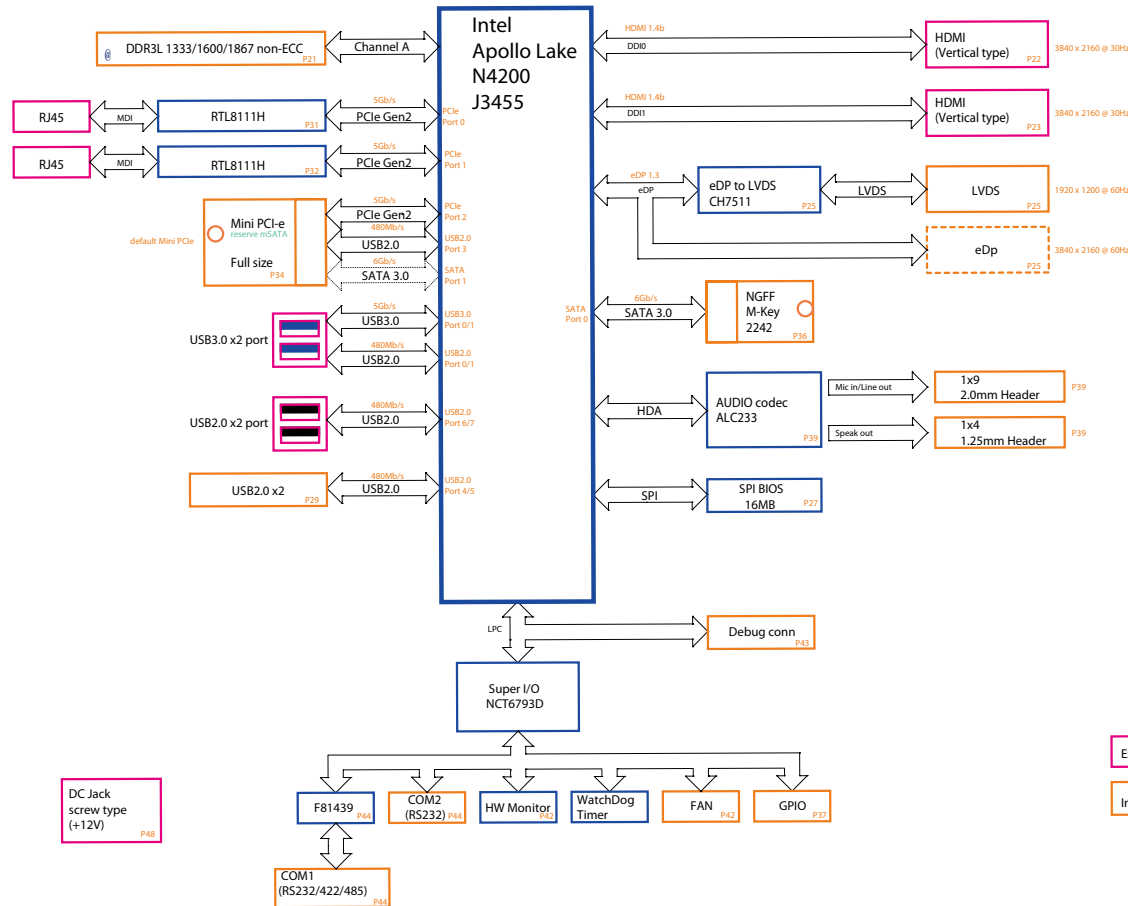 Intel
Apollo Lake
N4200
J3455
DDR3L 1333/1600/1867 non-ECC
P21
Channel A
RJ45
MDI
RTL8111H
P31
5Gb/s
PCIe Gen2
PCIe
Port 0
RJ45
MDI
RTL8111H
P32
5Gb/s
PCIe Gen2
PCIe
Port 1
default Mini PCIe
Mini PCI-e
reserve mSATA
Full size
P34
5Gb/s
PCIe Gen2
PCIe
Port 2
480Mb/s
USB2.0
USB2.0
Port 3
6Gb/s
SATA 3.0
SATA
Port 1
USB3.0 x2 port
5Gb/s
USB3.0
USB3.0
Port 0/1
480Mb/s
USB2.0
USB2.0
Port 0/1
USB2.0 x2 port
480Mb/s
USB2.0
USB2.0
Port 6/7
USB2.0 x2
P29
480Mb/s
USB2.0
USB2.0
Port 4/5
HDMI 1.4b
DDI0
HDMI
(Vertical type)
P22
3840 x 2160 @ 30Hz
HDMI 1.4b
DDI1
HDMI
(Vertical type)
P23
3840 x 2160 @ 30Hz
eDP 1.3
eDP
eDP to LVDS
CH7511
P25
LVDS
LVDS
P25
1920 x 1200 @ 60Hz
eDp
P25
3840 x 2160 @ 60Hz
SATA
Port 0
6Gb/s
SATA 3.0
NGFF
M-Key
2242
P36
HDA
AUDIO codec
ALC233
P39
Mic in/Line out
1x9
2.0mm Header
P39
Speak out
1x4
1.25mm Header
P39
SPI
SPI BIOS
16MB
P27
LPC
Debug conn
P43
Super I/O
NCT6793D
DC Jack
screw type
(+12V)
P48
F81439
P44
COM2
(RS232)
P44
HW Monitor
P42
WatchDog
Timer
FAN
P42
GPIO
P37
COM1
(RS232/422/485)
P44